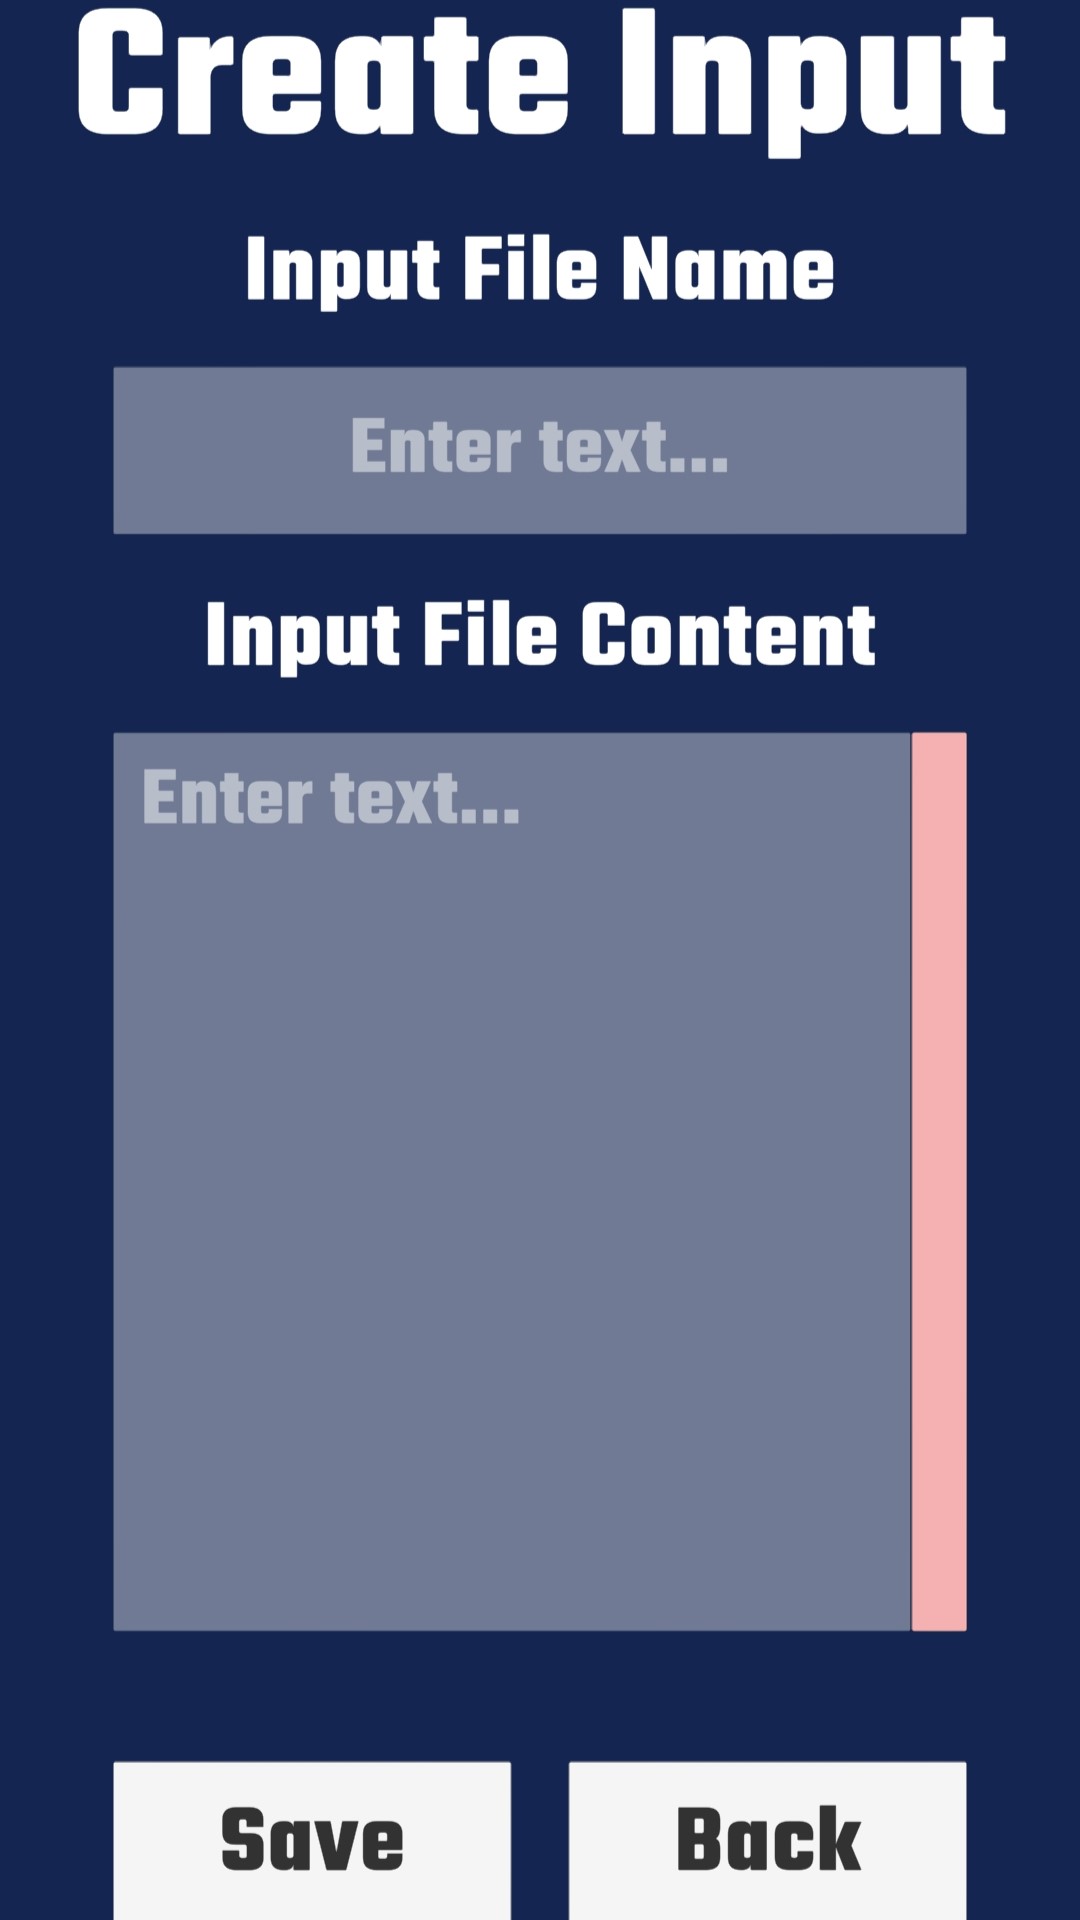 Create Input
Input File Name
Enter text...
Input File Content
Enter text...
Save
Back